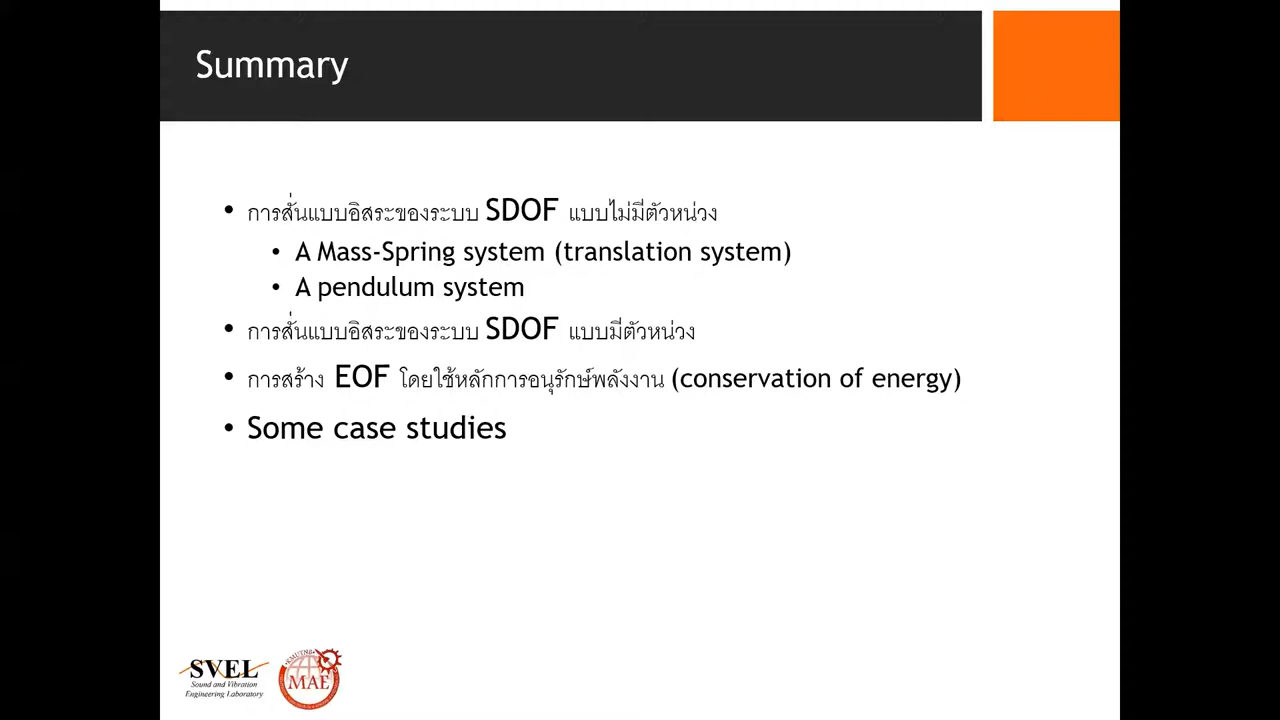 Summary
• การสั่นแบบอิสระของระบบ SDOF แบบไม่มีตัวหน่วง
• A Mass-Spring system (translation system)
• A pendulum system
• การสั่นแบบอิสระของระบบ SDOF แบบมีตัวหน่วง
• การสร้าง EOF โดยใช้หลักการอนุรักษ์พลังงาน (conservation of energy)
• Some case studies
SVEL
Sound and Vibration
Engineering Laboratory
KMUTNB
MAE